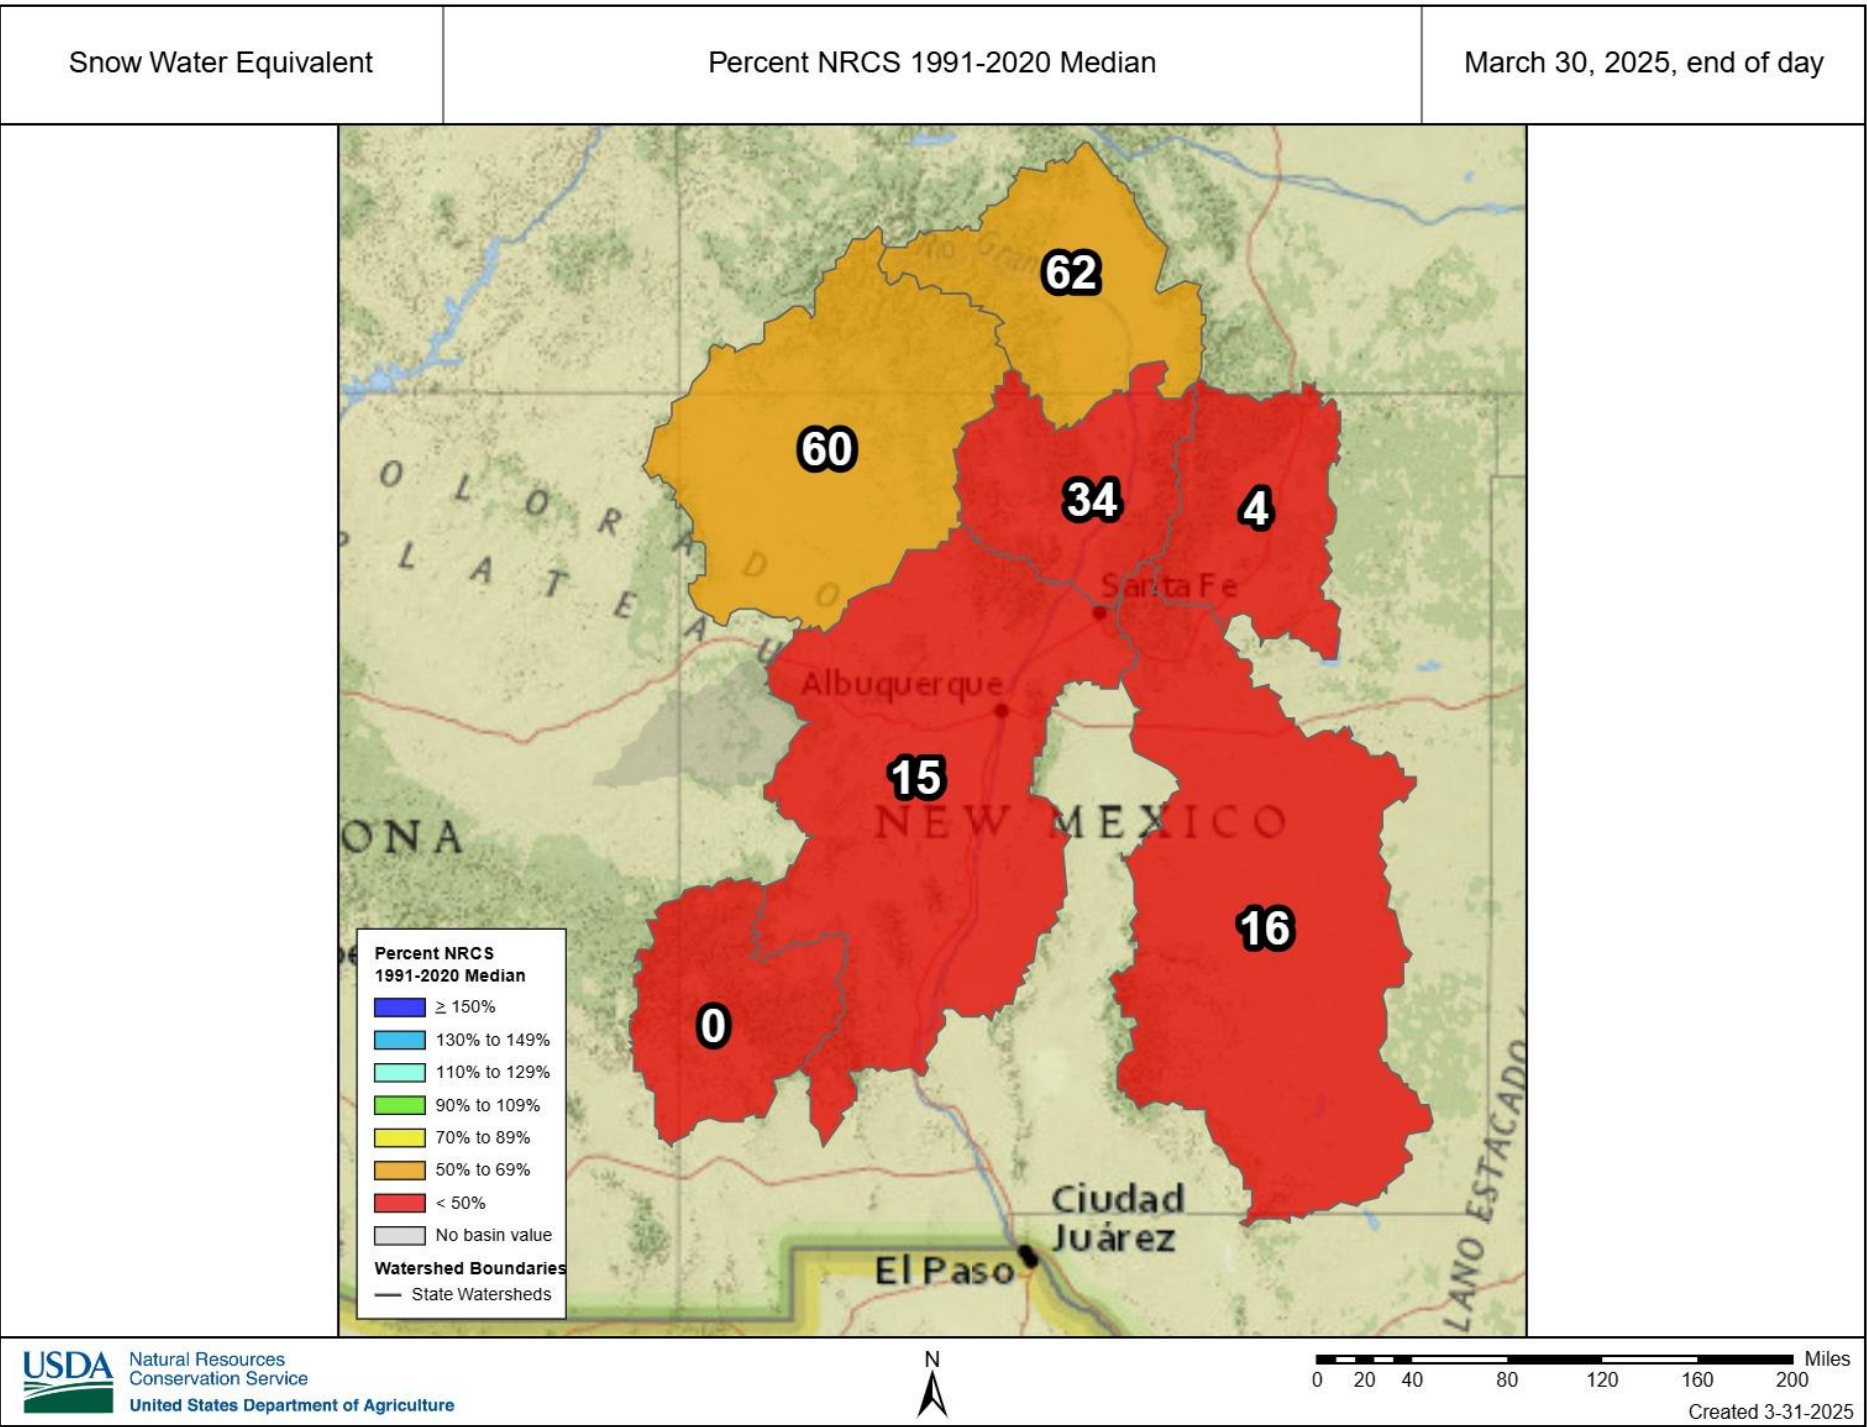 Snow Water Equivalent
Percent NRCS 1991-2020 Median
March 30, 2025, end of day
Rio Gran
62
60
34
4
COLORADO
PLATEAU
Santa Fe
Albuquerque
15
NEW MEXICO
ONA
16
0
LANO ESTACADO
Ciudad
Juárez
El Paso
Percent NRCS
1991-2020 Median
≥ 150%
130% to 149%
110% to 129%
90% to 109%
70% to 89%
50% to 69%
< 50%
No basin value
Watershed Boundaries
State Watersheds
USDA
Natural Resources
Conservation Service
United States Department of Agriculture
N
Miles
0 20 40 80 120 160 200
Created 3-31-2025